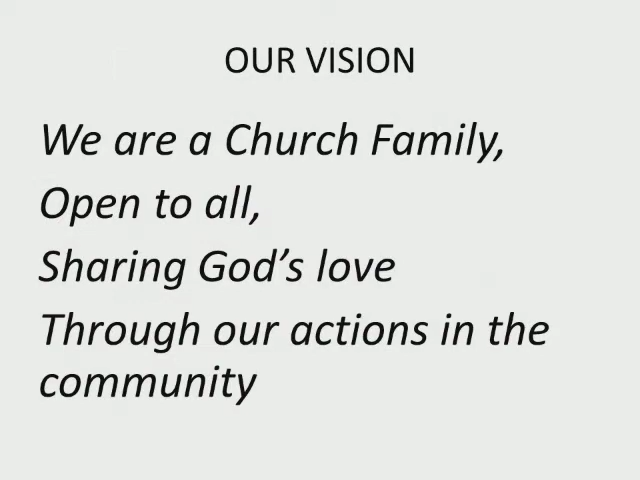 OUR VISION
We are a Church Family,
Open to all,
Sharing God’s love
Through our actions in the
community